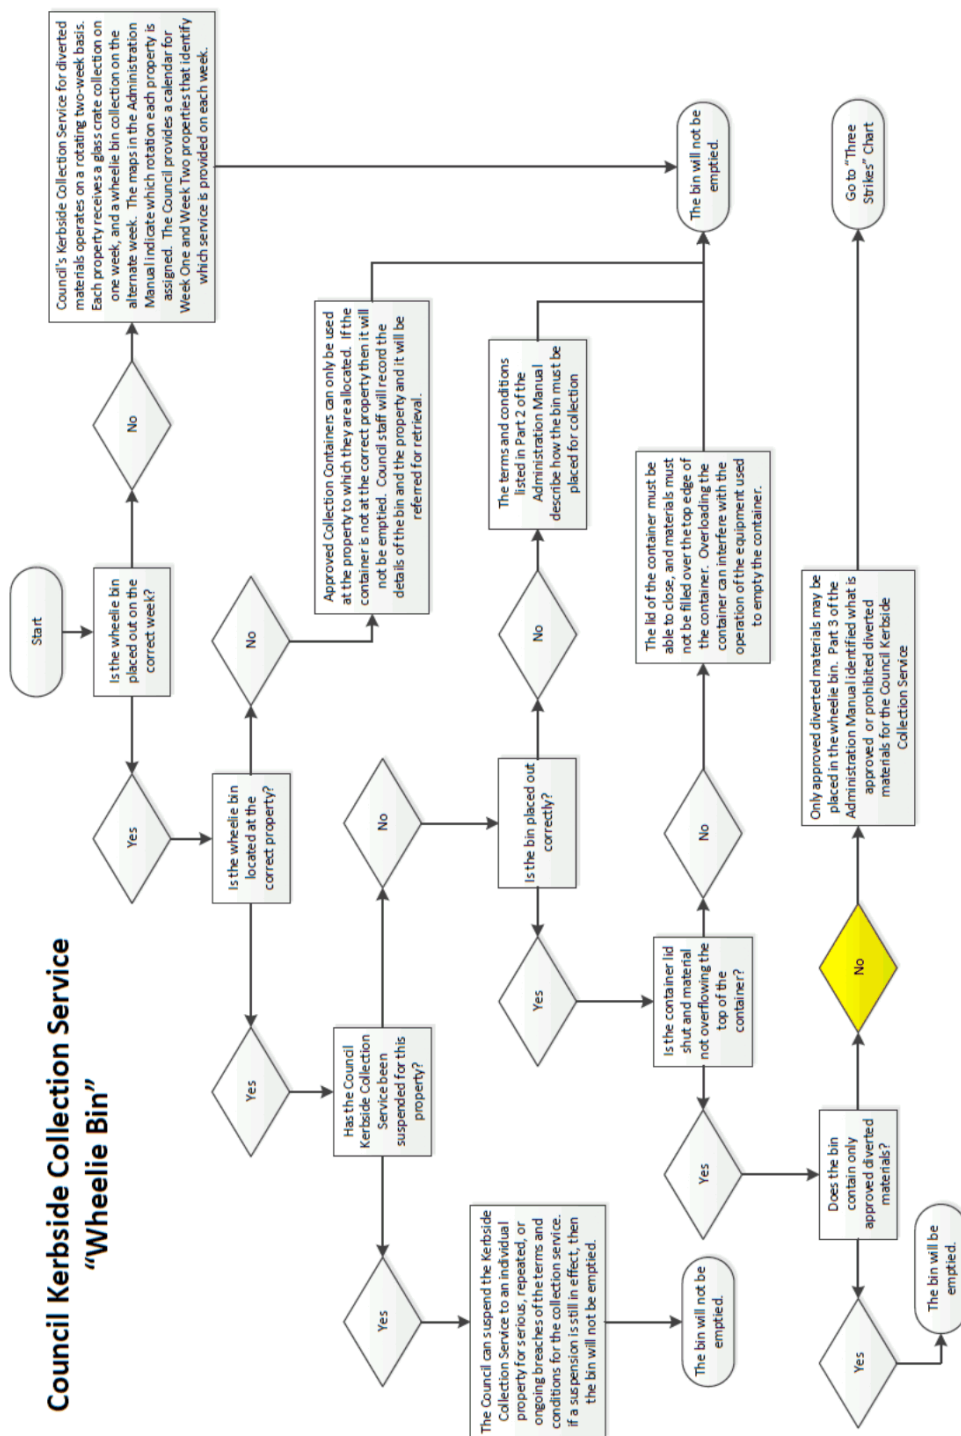 Council Kerbside Collection Service
“Wheelie Bin”
Start
Is the wheelie bin
placed out on the
correct week?
No
Council's Kerbside Collection Service for diverted
materials operates on a rotating two-week basis.
Each property receives a glass crate collection on
one week, and a wheelie bin collection on the
alternate week. The maps in the Administration
Manual indicate which rotation each property is
assigned. The Council provides a calendar for
Week One and Week Two properties that identify
which service is provided on each week.
Yes
Is the wheelie bin
located at the
correct property?
No
Approved Collection Containers can only be used
at the property to which they are allocated. If the
container is not at the correct property then it will
not be emptied. Council staff will record the
details of the bin and the property and it will be
referred for retrieval.
Yes
Has the Council
Kerbside Collection
Service been
suspended for this
property?
No
Is the bin placed out
correctly?
No
The terms and conditions
listed in Part 2 of the
Administration Manual
describe how the bin must be
placed for collection
Yes
The Council can suspend the Kerbside
Collection Service to an individual
property for serious, repeated, or
ongoing breaches of the terms and
conditions for the collection service.
if a suspension is still in effect, then
the bin will not be emptied.
The bin will not be
emptied.
Yes
Is the container lid
shut and material
not overflowing the
top of the
container?
No
The lid of the container must be
able to close, and materials must
not be filled over the top edge of
the container. Overloading the
container can interfere with the
operation of the equipment used
to empty the container.
The bin will not be
emptied.
Yes
Does the bin
contain only
approved diverted
materials?
No
Only approved diverted materials may be
placed in the wheelie bin. Part 3 of the
Administration Manual identified what is
approved or prohibited diverted
materials for the Council Kerbside
Collection Service
Go to “Three
Strikes” Chart
Yes
The bin will be
emptied.